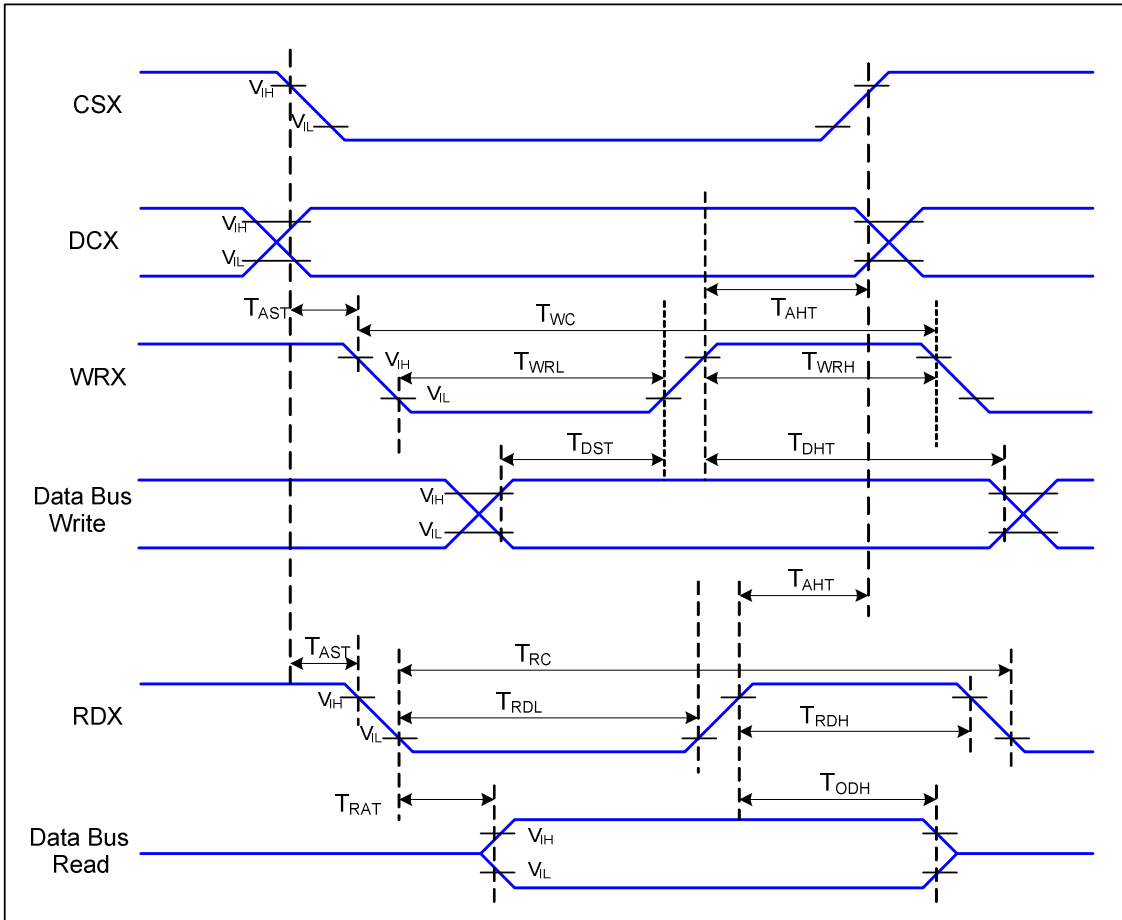 CSX
VIH
VIL
DCX
VIH
VIL
TAST
TWC
TAHT
WRX
VIH
VIL
TWRL
TWRH
TDST
TDHT
Data Bus
Write
VIH
VIL
TAHT
TAST
TRC
RDX
VIH
VIL
TRDL
TRDH
TRAT
TODH
Data Bus
Read
VIH
VIL